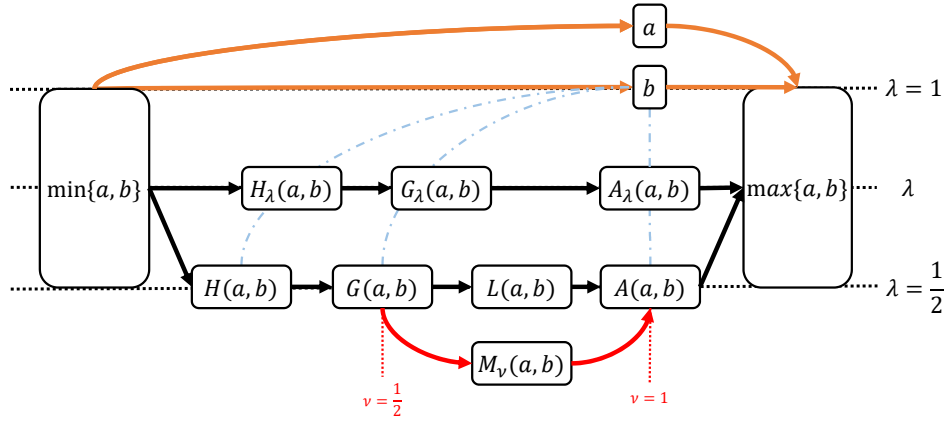 a
b
λ = 1
min{a, b}
H_λ(a, b)
G_λ(a, b)
A_λ(a, b)
max{a, b}
λ
H(a, b)
G(a, b)
L(a, b)
A(a, b)
λ = 1/2
M_ν(a, b)
ν = 1/2
ν = 1